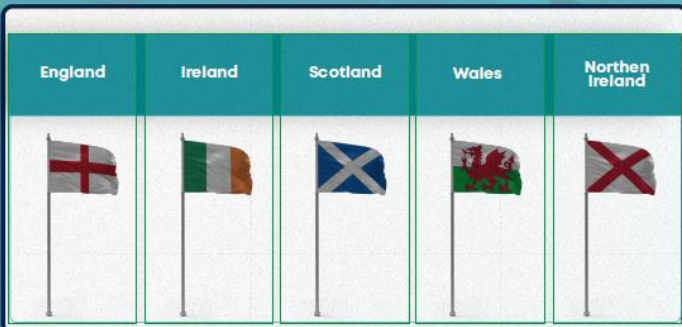 England
Ireland
Scotland
Wales
Northen
Ireland